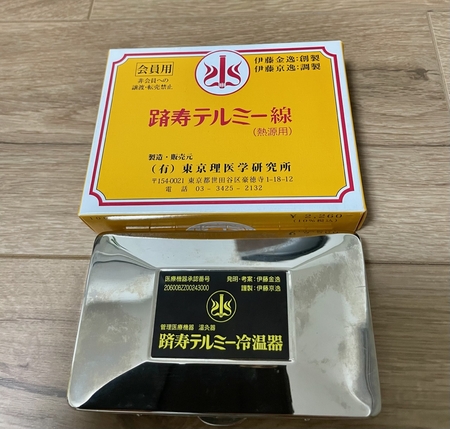 会員用
非会員への
譲渡・転売禁止
伊藤金逸:創製
伊藤京逸:調製
躋寿テルミー線
(熱源用)
製造・販売元
(有)東京理医学研究所
〒154-0021 東京都世田谷区豪徳寺1-18-12
電話 03-3425-2132
¥2,260
医療機器承認番号
20600BZZ00243000
発明・考案:伊藤金逸
謹製:伊藤京逸
管理医療機器 温灸器
躋寿テルミー冷温器